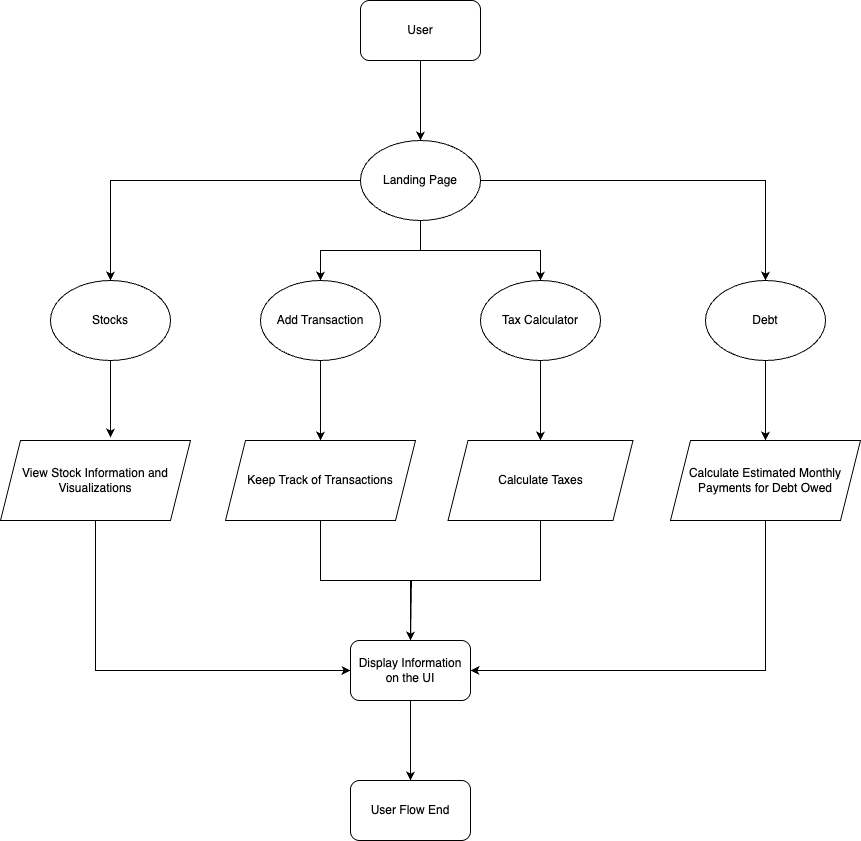 User
Landing Page
Stocks
Add Transaction
Tax Calculator
Debt
View Stock Information and
Visualizations
Keep Track of Transactions
Calculate Taxes
Calculate Estimated Monthly
Payments for Debt Owed
Display Information
on the UI
User Flow End